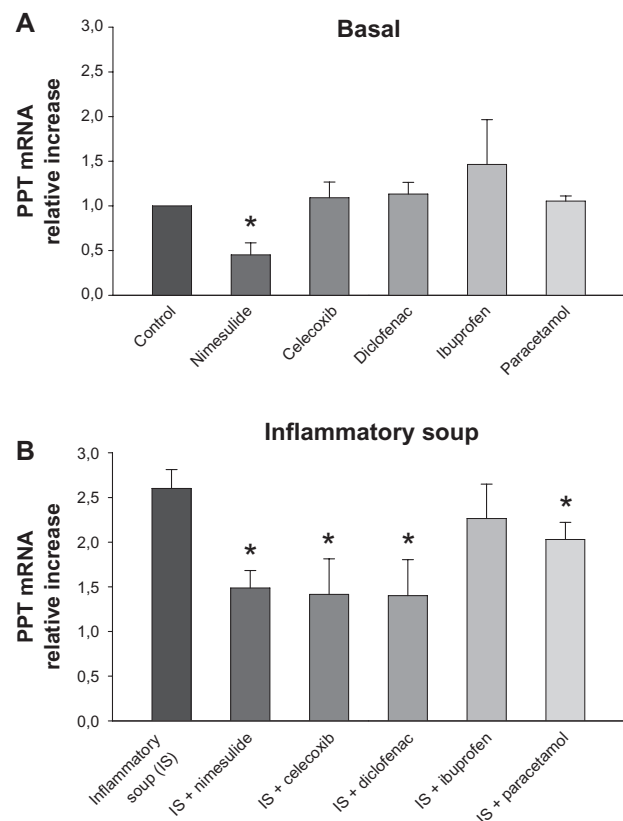 A
Basal
PPT mRNA
relative increase
3,0
2,5
2,0
1,5
1,0
0,5
0,0
*
Control
Nimesulide
Celecoxib
Diclofenac
Ibuprofen
Paracetamol
B
Inflammatory soup
PPT mRNA
relative increase
3,0
2,5
2,0
1,5
1,0
0,5
0,0
*
*
*
*
Inflammatory
soup (IS)
IS + nimesulide
IS + celecoxib
IS + diclofenac
IS + ibuprofen
IS + paracetamol